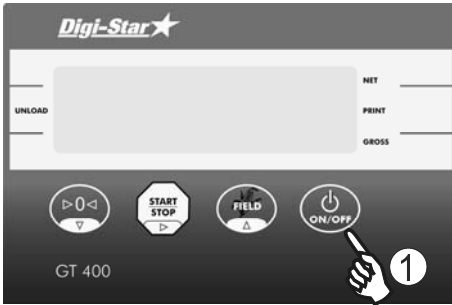 Digi-Star
NET
UNLOAD
PRINT
GROSS
▷0◁
START
STOP
FIELD
ON/OFF
GT 400
1